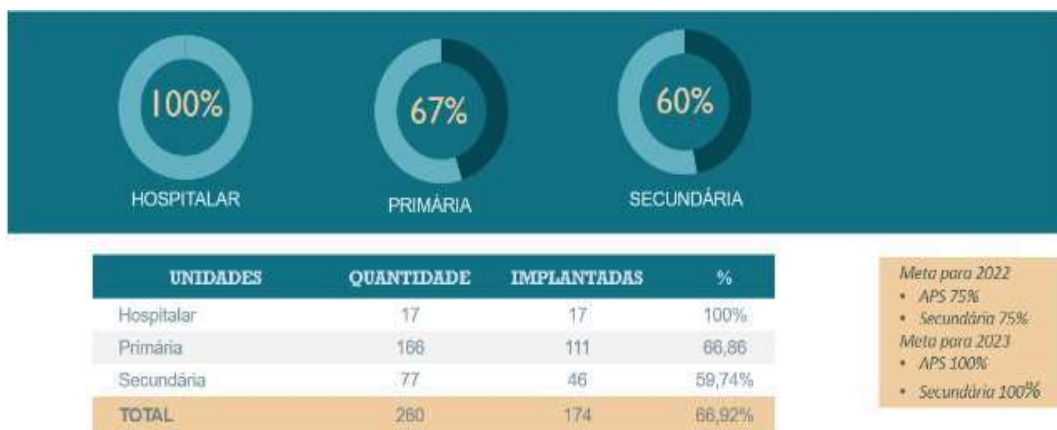 100%
67%
60%
HOSPITALAR
PRIMÁRIA
SECUNDÁRIA
UNIDADES QUANTIDADE IMPLANTADAS %
Hospitalar 17 17 100%
Primária 166 111 66,86
Secundária 77 46 59,74%
TOTAL 260 174 66,92%
Meta para 2022
• APS 75%
• Secundária 75%
Meta para 2023
• APS 100%
• Secundária 100%